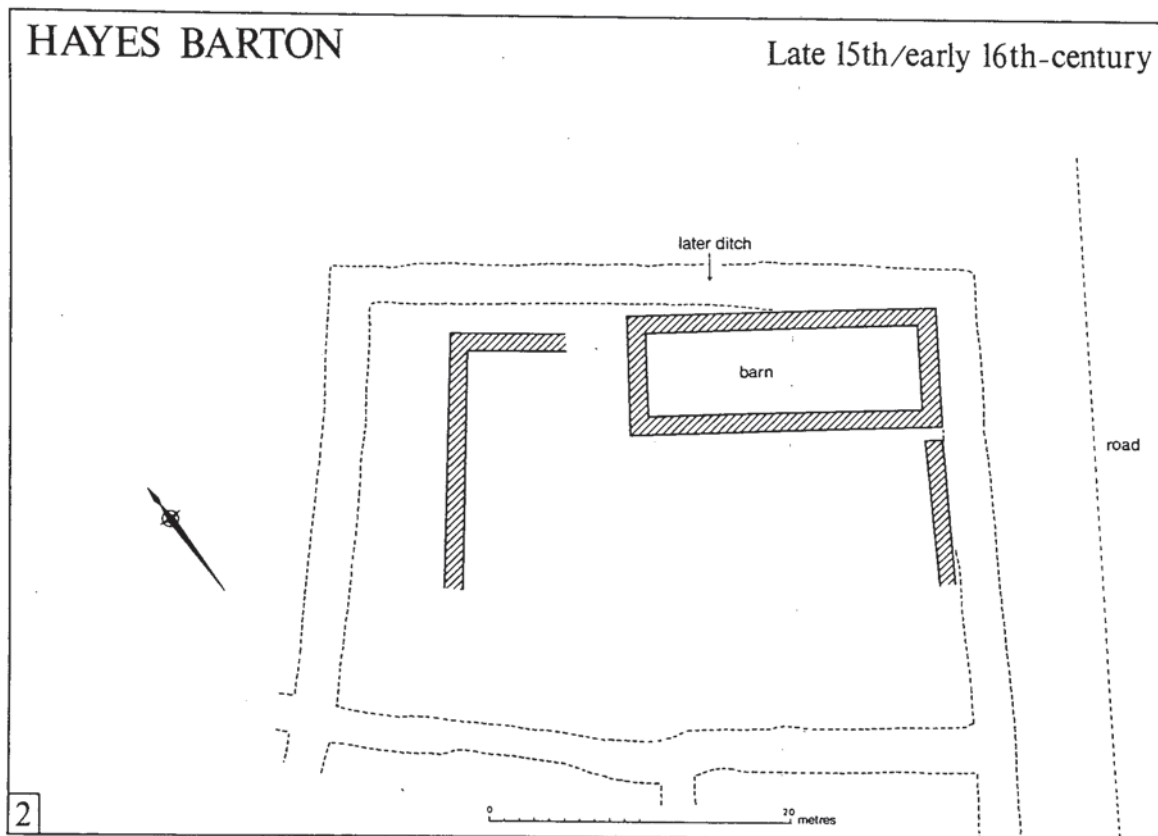 HAYES BARTON
Late 15th/early 16th-century
later ditch
barn
road
2
0 20
metres